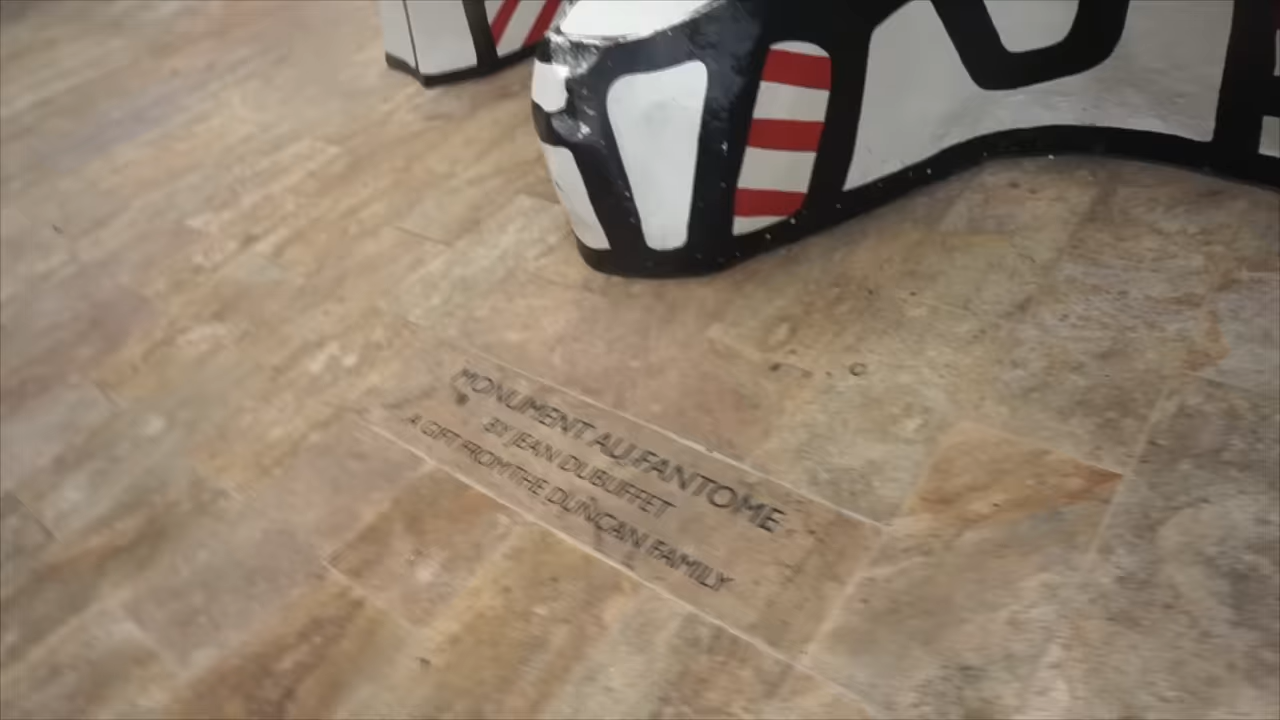 MONUMENT AU FANTOME
BY JEAN DUBUFFET
A GIFT FROM THE DUNCAN FAMILY